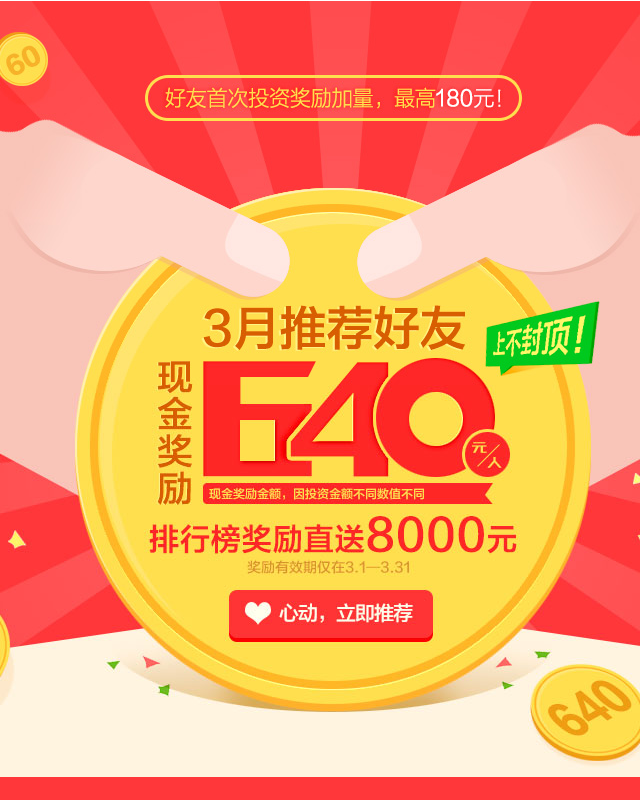 60
好友首次投资奖励加量，最高180元！
3月推荐好友
上不封顶！
现金奖励
640
元/人
现金奖励金额，因投资金额不同数值不同
排行榜奖励直送8000元
奖励有效期仅在3.1—3.31
心动，立即推荐
640